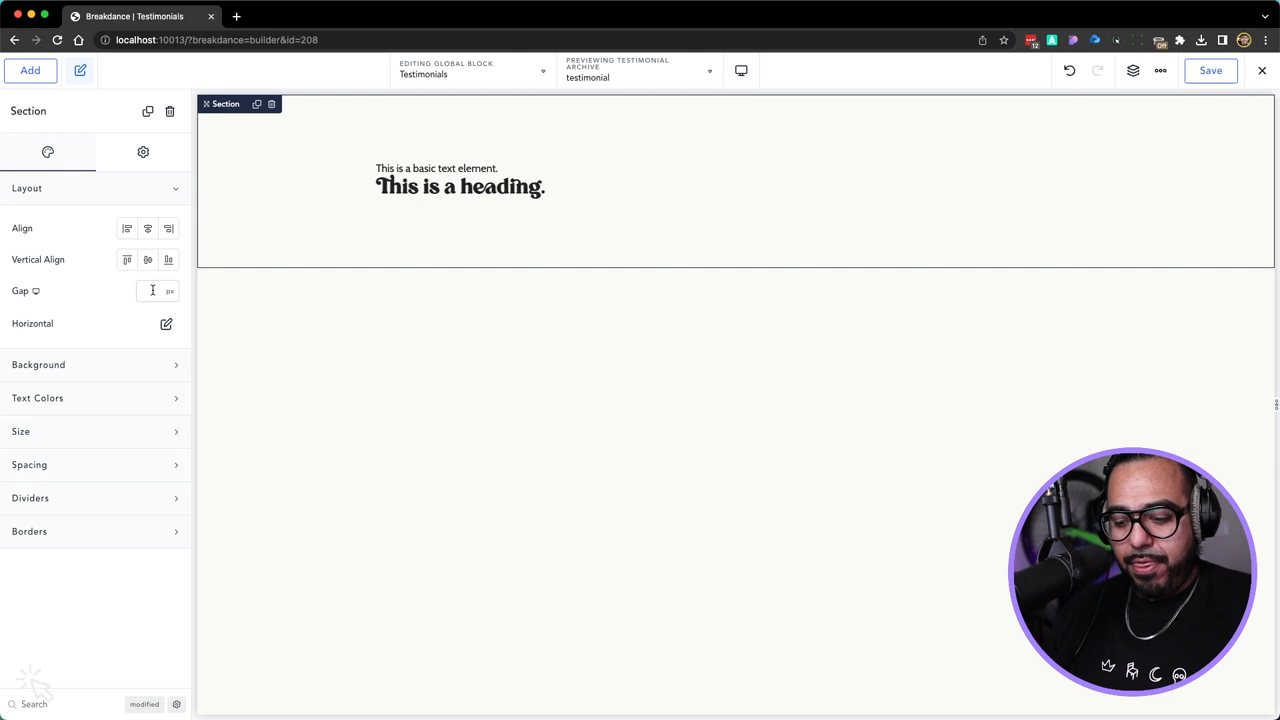 Breakdance | Testimonials
localhost:10013/?breakdance=builder&id=208
12
Off
Add
EDITING GLOBAL BLOCK
Testimonials
PREVIEWING TESTIMONIAL
ARCHIVE
testimonial
Save
Section
Section
Layout
Align
Vertical Align
Gap
px
Horizontal
Background
Text Colors
Size
Spacing
Dividers
Borders
This is a basic text element.
This is a heading.
Search
modified